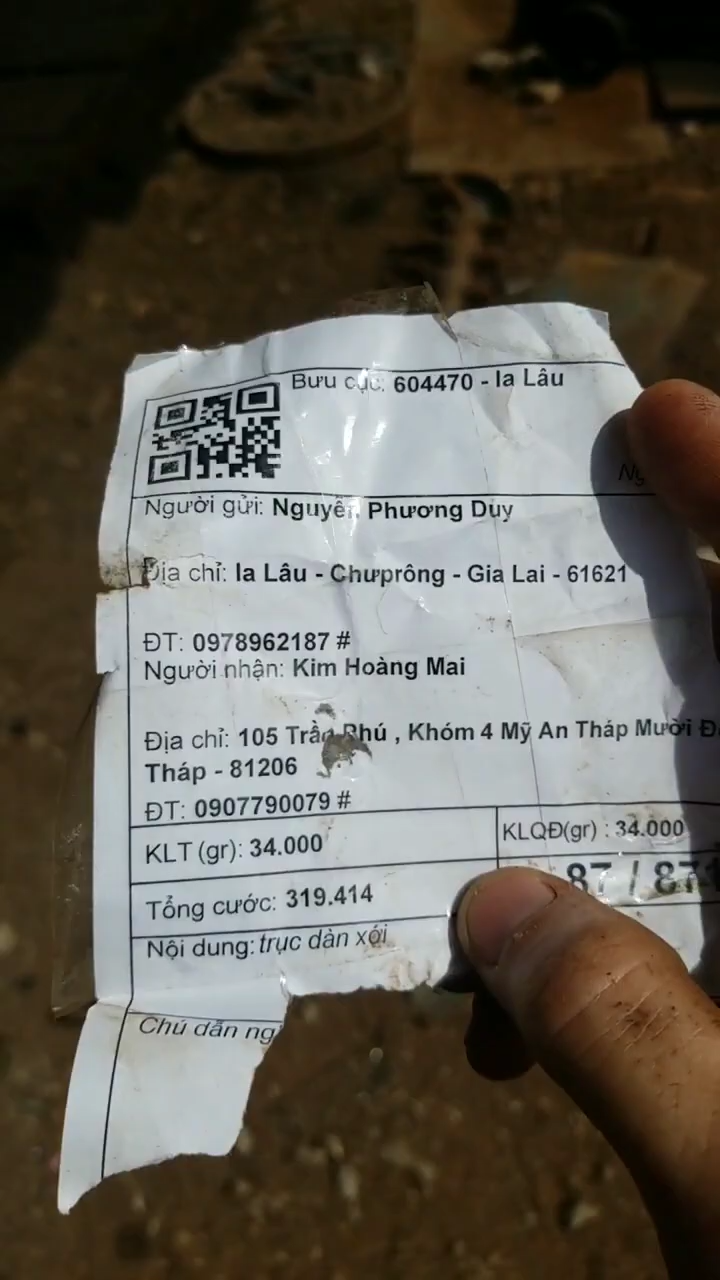 Bưu cục: 604470 - Ia Lâu
Người gửi: Nguyễn Phương Duy
Địa chỉ: Ia Lâu - Chưprông - Gia Lai - 61621
ĐT: 0978962187 #
Người nhận: Kim Hoàng Mai
Địa chỉ: 105 Trần Phú , Khóm 4 Mỹ An Tháp Mười
Tháp - 81206
ĐT: 0907790079 #
KLT (gr): 34.000
KLQĐ(gr) : 34.000
87 / 87
Tổng cước: 319.414
Nội dung: trục dàn xới
Chú dẫn